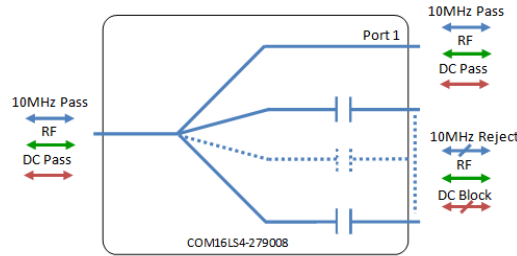 10MHz Pass
RF
DC Pass
Port 1
10MHz Pass
RF
DC Pass
10MHz Reject
RF
DC Block
COM16LS4-279008